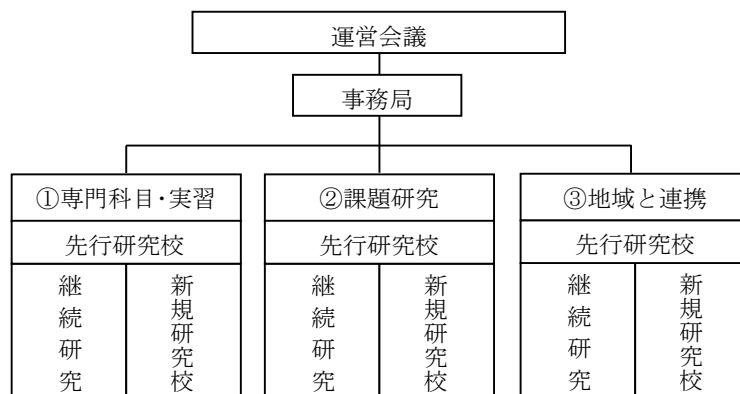 運営会議
事務局
①専門科目・実習
先行研究校
継続研究
新規研究校
②課題研究
先行研究校
継続研究
新規研究校
③地域と連携
先行研究校
継続研究
新規研究校